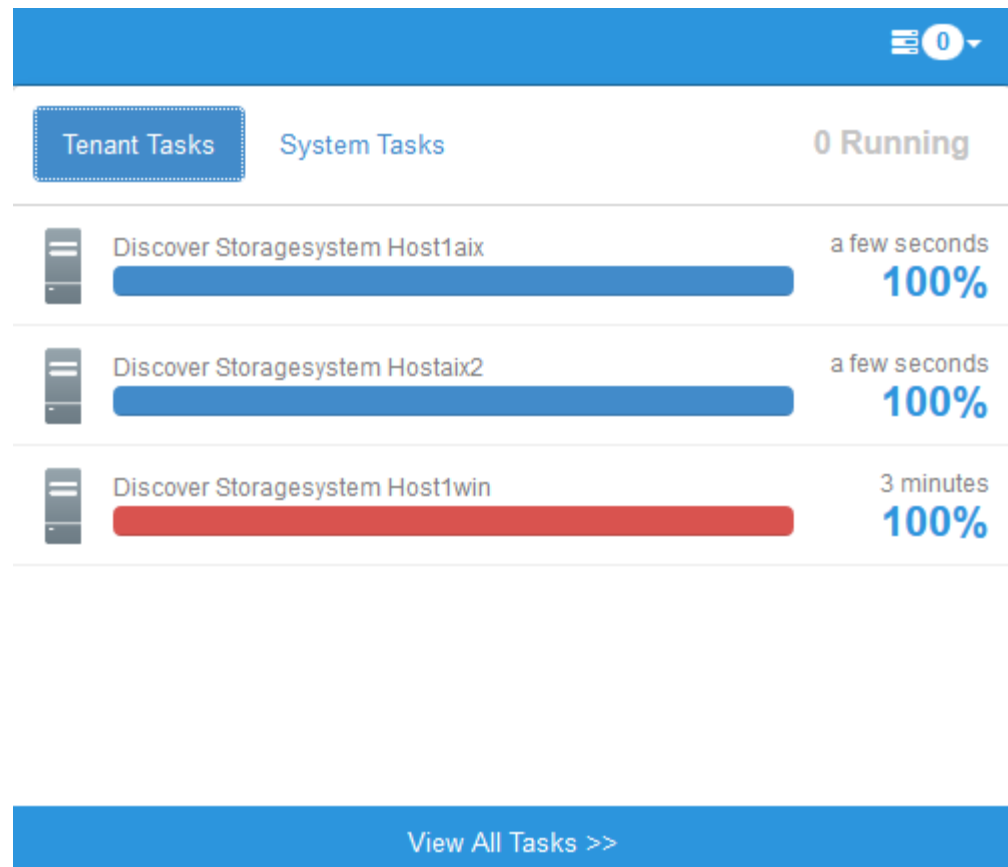 0
Tenant Tasks System Tasks 0 Running
Discover Storagesystem Host1aix a few seconds
100%
Discover Storagesystem Hostaix2 a few seconds
100%
Discover Storagesystem Host1win 3 minutes
100%
View All Tasks >>